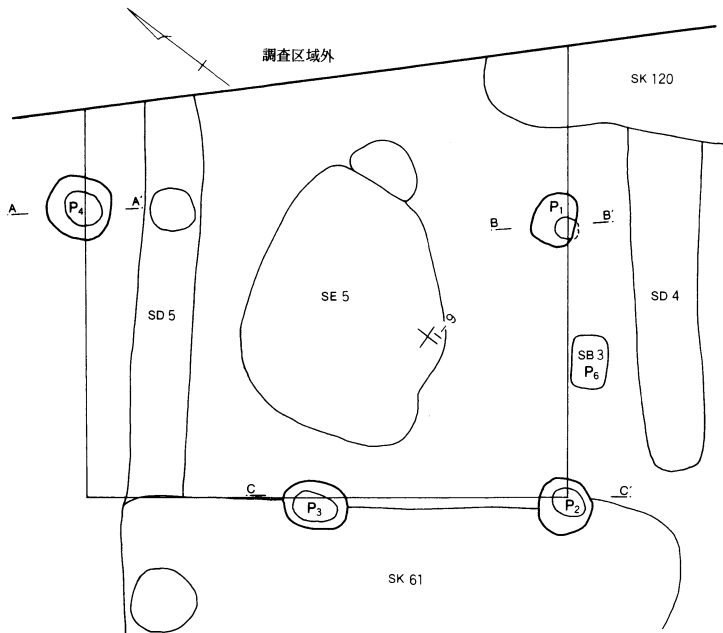 調査区域外
SK 120
A
P4
A′
B
P1
B′
SD 5
SE 5
I-9
SD 4
SB 3
P6
C
P3
P2
C′
SK 61